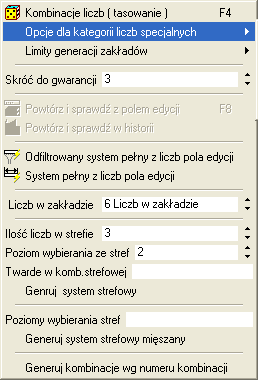 Kombinacje liczb ( tasowanie ) F4
Opcje dla kategorii liczb specjalnych
Limity generacji zakładów
Skróć do gwarancji 3
Powtórz i sprawdź z polem edycji F8
Powtórz i sprawdź w historii
Odfiltrowany system pełny z liczb pola edycji
System pełny z liczb pola edycji
Liczb w zakładzie 6 Liczb w zakładzie
Ilość liczb w strefie 3
Poziom wybierania ze stref 2
Twarde w komb.strefowej
Genruj system strefowy
Poziomy wybierania stref
Generuj system strefowy mięszany
Generuj kombinacje wg numeru kombinacji